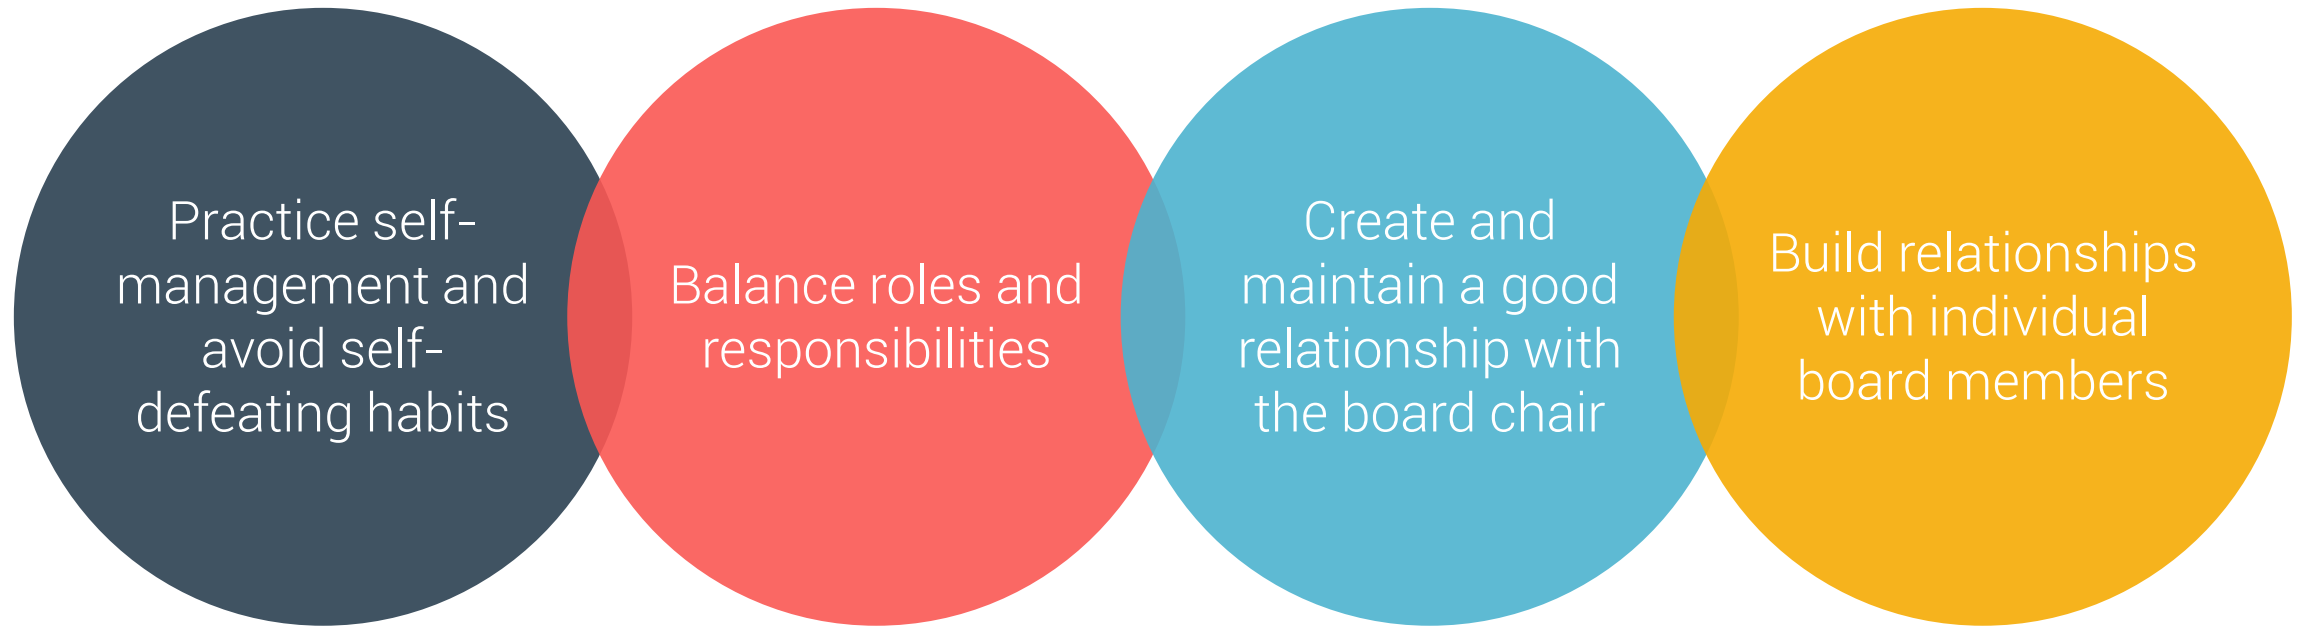 Practice self-
management and
avoid self-
defeating habits
Balance roles and
responsibilities
Create and
maintain a good
relationship with
the board chair
Build relationships
with individual
board members